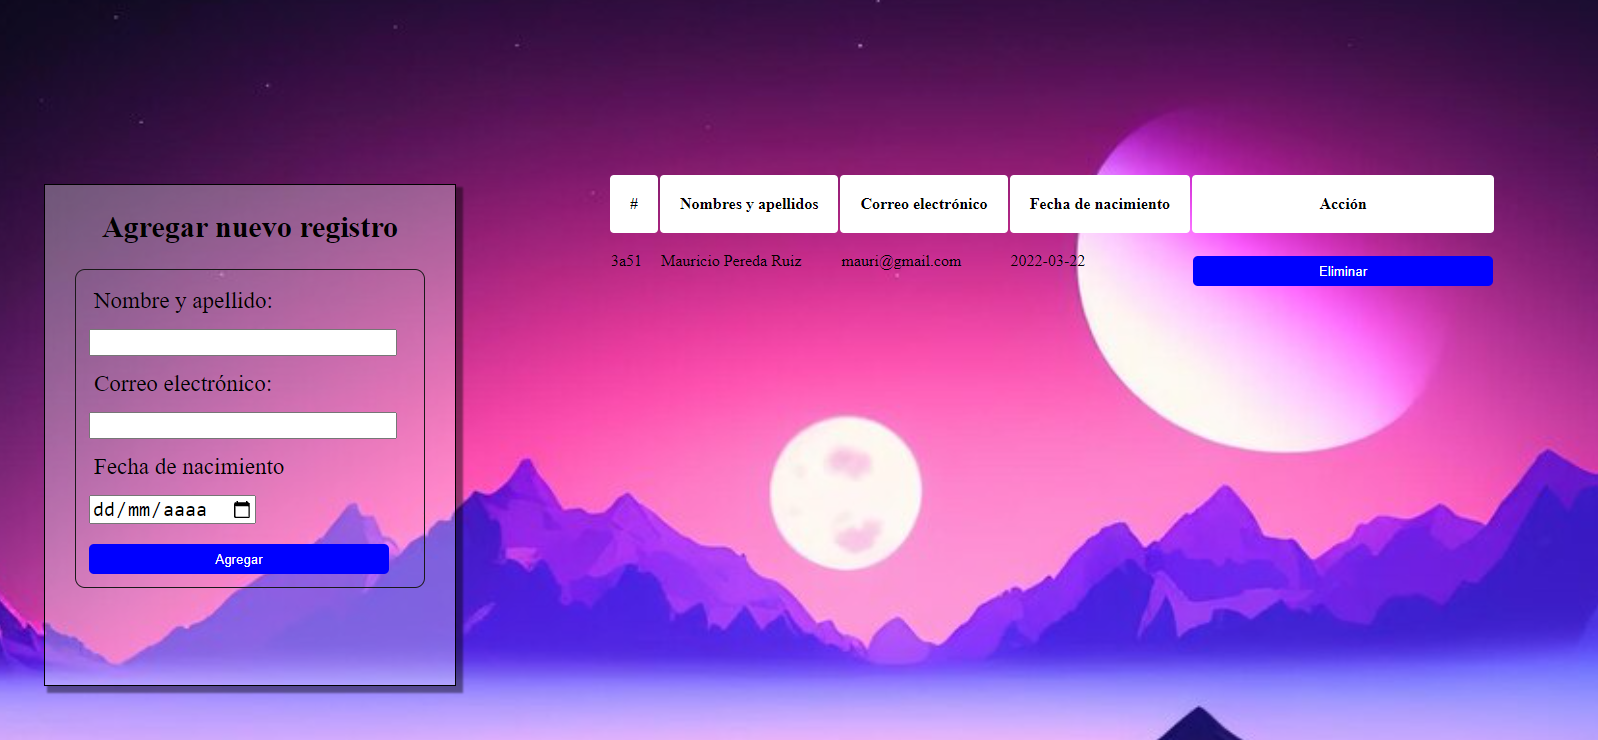 Agregar nuevo registro
Nombre y apellido:
Correo electrónico:
Fecha de nacimiento
dd/mm/aaaa
Agregar
# Nombres y apellidos Correo electrónico Fecha de nacimiento Acción
3a51 Mauricio Pereda Ruiz mauri@gmail.com 2022-03-22 Eliminar